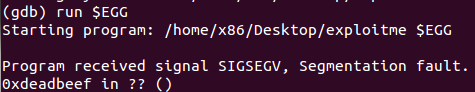 (gdb) run $EGG
Starting program: /home/x86/Desktop/exploitme $EGG
Program received signal SIGSEGV, Segmentation fault.
0xdeadbeef in ?? ()